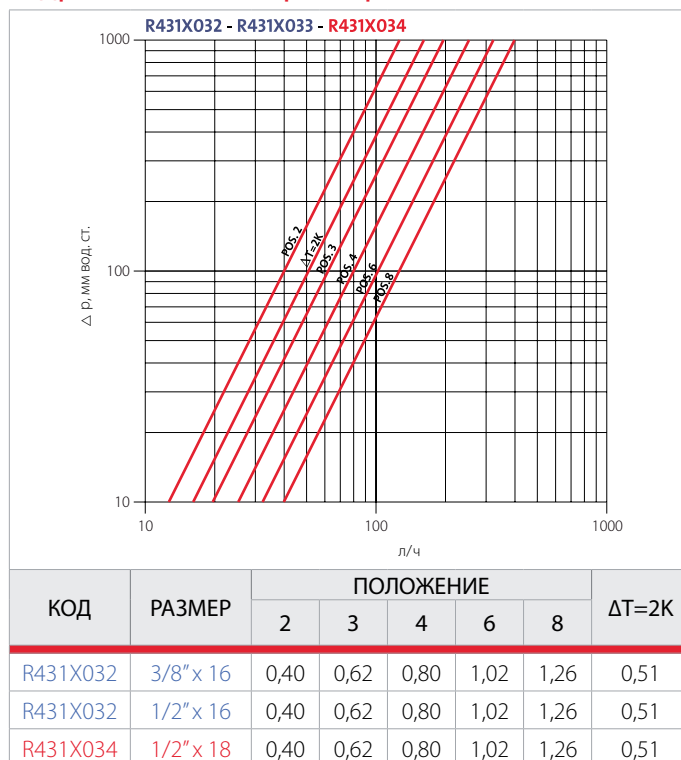 R431X032 - R431X033 - R431X034
1000
100
10
Δ p, мм вод. ст.
POS. 2
ΔT=2K
POS. 3
POS. 4
POS.6
POS.8
10
100
1000
л/ч
КОД РАЗМЕР ПОЛОЖЕНИЕ ΔT=2K
2 3 4 6 8
R431X032 3/8" x 16 0,40 0,62 0,80 1,02 1,26 0,51
R431X032 1/2" x 16 0,40 0,62 0,80 1,02 1,26 0,51
R431X034 1/2" x 18 0,40 0,62 0,80 1,02 1,26 0,51